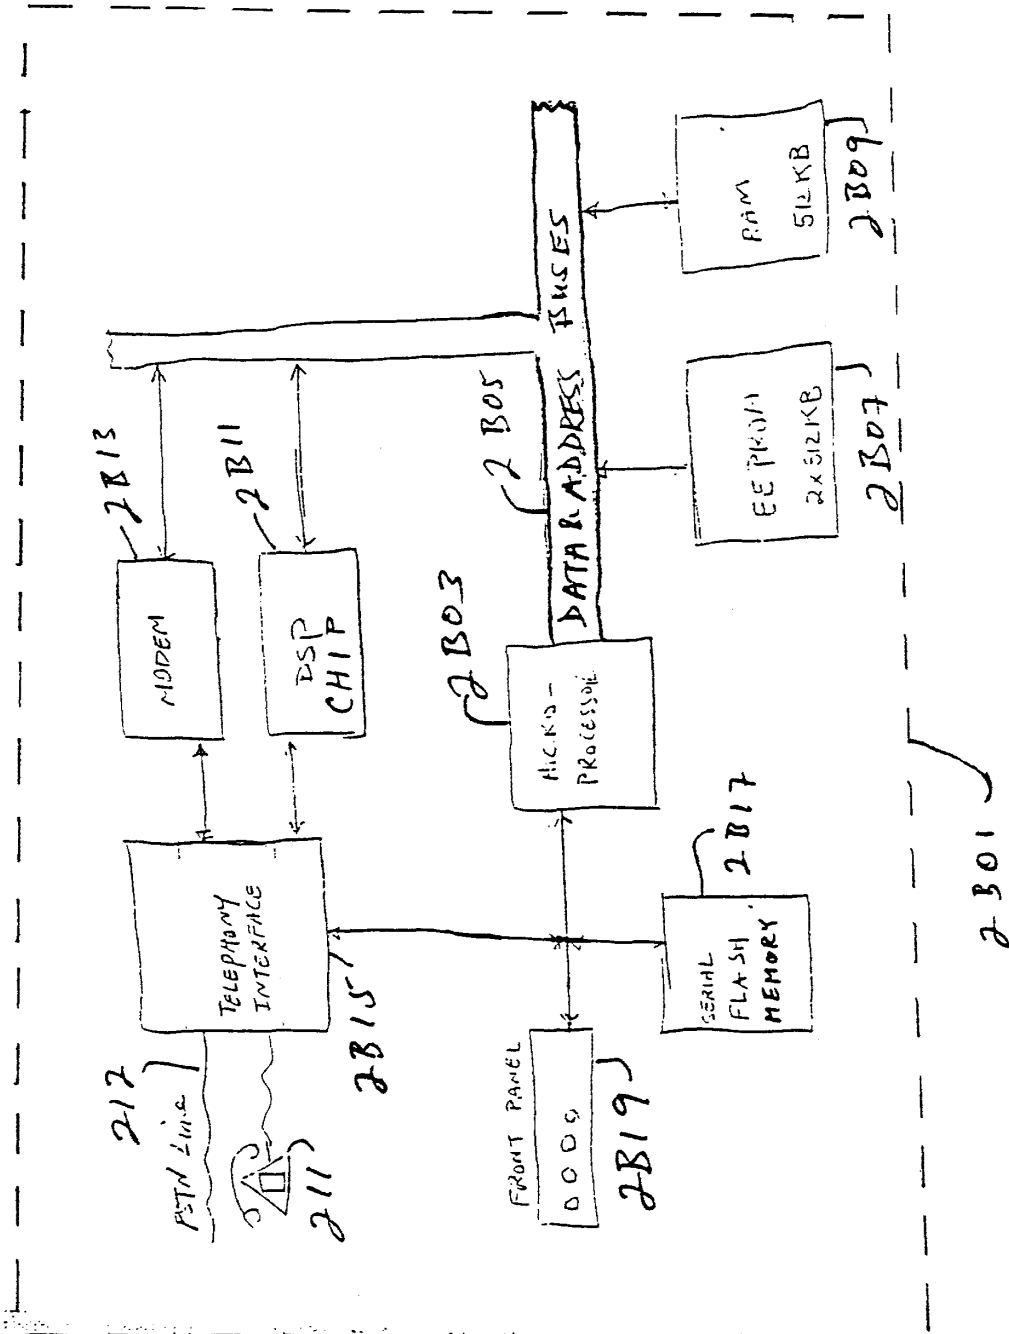 212
PSTN Line
211
TELEPHONY
INTERFACE
2B15
MODEM
2B13
DSP
CHIP
2B11
FRONT PANEL
2B19
SERIAL
FLASH
MEMORY
2B17
MICRO-
PROCESSOR
2B03
DATA & ADDRESS BUSES
2B05
EEPROM
2x512KB
2B07
RAM
512KB
2B09
2B01